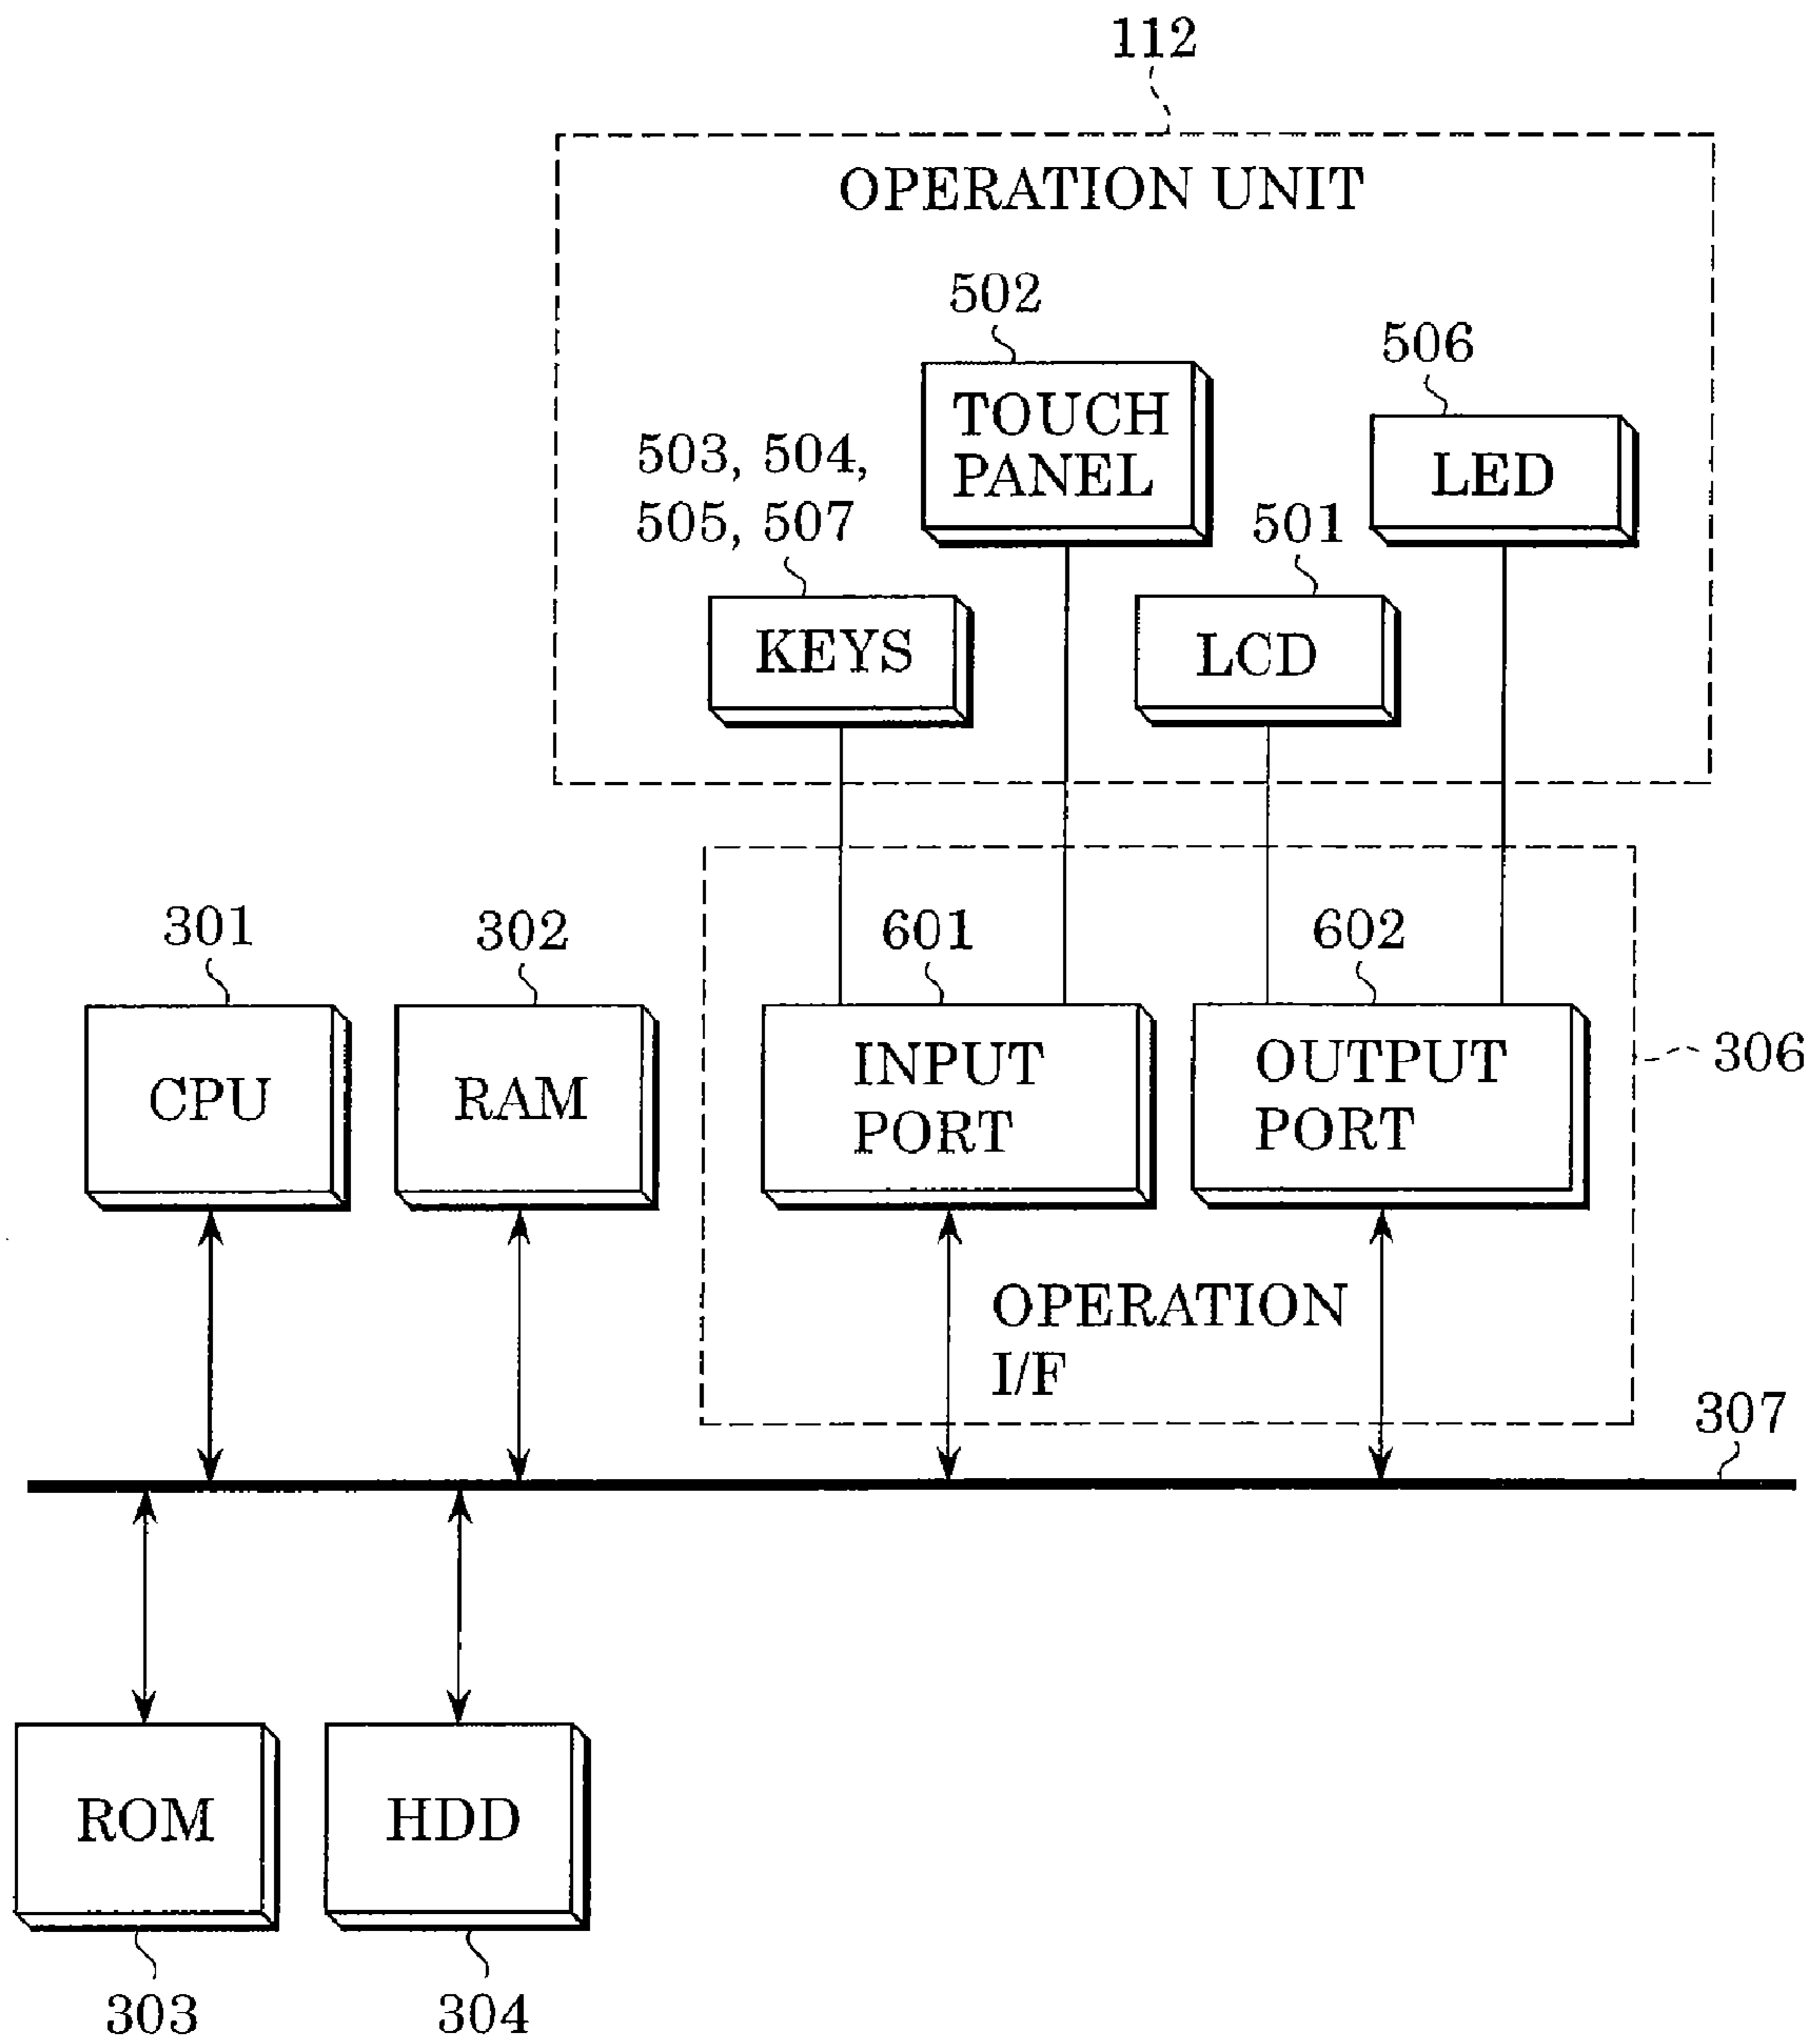 112
OPERATION UNIT
502
TOUCH
PANEL
506
LED
503, 504,
505, 507
KEYS
501
LCD
301
CPU
302
RAM
601
INPUT
PORT
602
OUTPUT
PORT
306
OPERATION
I/F
307
ROM
303
HDD
304